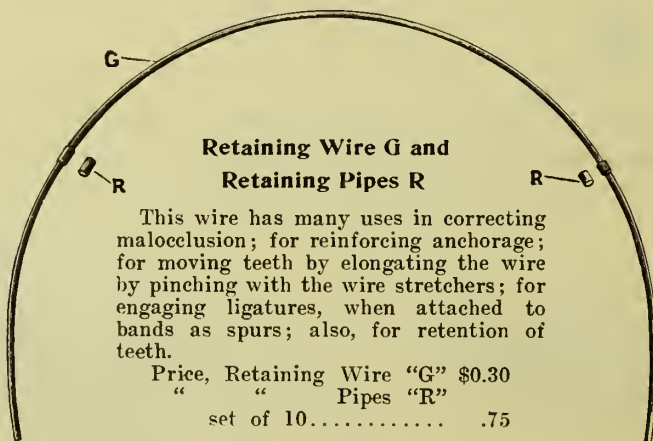 G
Retaining Wire G and
Retaining Pipes R
R
R
This wire has many uses in correcting
malocclusion; for reinforcing anchorage;
for moving teeth by elongating the wire
by pinching with the wire stretchers; for
engaging ligatures, when attached to
bands as spurs; also, for retention of
teeth.
Price, Retaining Wire “G” $0.30
“ “ Pipes “R”
set of 10............ .75